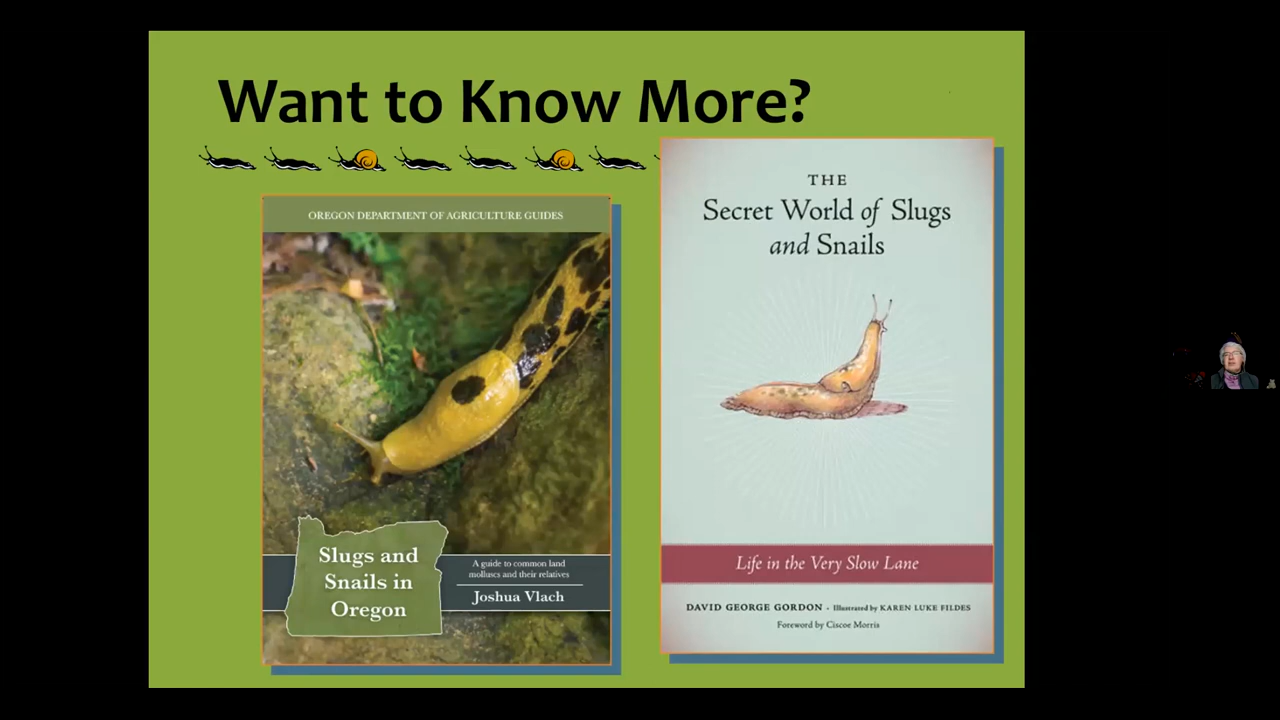 Want to Know More?
OREGON DEPARTMENT OF AGRICULTURE GUIDES
Slugs and
Snails in
Oregon
A guide to common land
molluscs and their relatives
Joshua Vlach
THE
Secret World of Slugs
and Snails
Life in the Very Slow Lane
DAVID GEORGE GORDON • Illustrated by KAREN LUKE FILDES
Foreword by Ciscoe Morris